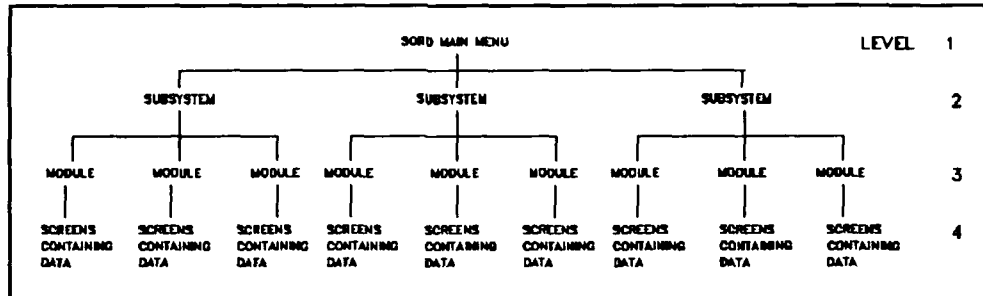 SORD MAIN MENU LEVEL 1
SUBSYSTEM SUBSYSTEM SUBSYSTEM 2
MODULE MODULE MODULE MODULE MODULE MODULE MODULE MODULE MODULE 3
SCREENS SCREENS SCREENS SCREENS SCREENS SCREENS SCREENS SCREENS SCREENS 4
CONTAINING CONTAINING CONTAINING CONTAINING CONTAINING CONTAINING CONTAINING CONTAINING CONTAINING
DATA DATA DATA DATA DATA DATA DATA DATA DATA